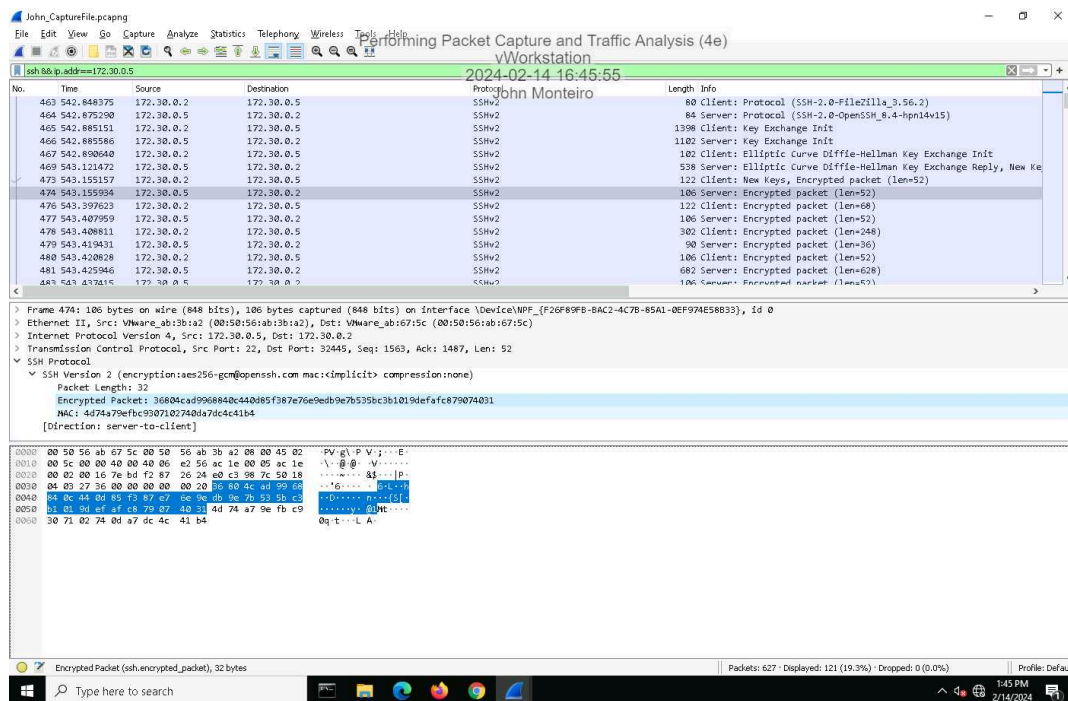 John_CaptureFile.pcapng
File Edit View Go Capture Analyze Statistics Telephony Wireless Tools Help
Performing Packet Capture and Traffic Analysis (4e)
vWorkstation
2024-02-14 16:45:55
John Monteiro
ssh && ip.addr==172.30.0.5
No. Time Source Destination Protocol Length Info
463 542.848375 172.30.0.2 172.30.0.5 SSHv2 80 Client: Protocol (SSH-2.0-FileZilla_3.56.2)
464 542.875290 172.30.0.5 172.30.0.2 SSHv2 84 Server: Protocol (SSH-2.0-OpenSSH_8.4-hpn14v15)
465 542.885151 172.30.0.2 172.30.0.5 SSHv2 1398 Client: Key Exchange Init
466 542.885586 172.30.0.5 172.30.0.2 SSHv2 1102 Server: Key Exchange Init
467 542.890640 172.30.0.2 172.30.0.5 SSHv2 102 Client: Elliptic Curve Diffie-Hellman Key Exchange Init
469 543.121472 172.30.0.5 172.30.0.2 SSHv2 538 Server: Elliptic Curve Diffie-Hellman Key Exchange Reply, New Ke
473 543.155157 172.30.0.2 172.30.0.5 SSHv2 122 Client: New Keys, Encrypted packet (len=52)
474 543.155934 172.30.0.5 172.30.0.2 SSHv2 106 Server: Encrypted packet (len=52)
476 543.397623 172.30.0.2 172.30.0.5 SSHv2 122 Client: Encrypted packet (len=68)
477 543.407959 172.30.0.5 172.30.0.2 SSHv2 106 Server: Encrypted packet (len=52)
478 543.408811 172.30.0.2 172.30.0.5 SSHv2 302 Client: Encrypted packet (len=248)
479 543.419431 172.30.0.5 172.30.0.2 SSHv2 90 Server: Encrypted packet (len=36)
480 543.420828 172.30.0.2 172.30.0.5 SSHv2 106 Client: Encrypted packet (len=52)
481 543.425946 172.30.0.5 172.30.0.2 SSHv2 682 Server: Encrypted packet (len=628)
483 543.437415 172.30.0.5 172.30.0.2 SSHv2 106 Server: Encrypted packet (len=52)
Frame 474: 106 bytes on wire (848 bits), 106 bytes captured (848 bits) on interface \Device\NPF_{F26F89FB-BAC2-4C7B-85A1-0EF974E58B33}, id 0
Ethernet II, Src: VMware_ab:3b:a2 (00:50:56:ab:3b:a2), Dst: VMware_ab:67:5c (00:50:56:ab:67:5c)
Internet Protocol Version 4, Src: 172.30.0.5, Dst: 172.30.0.2
Transmission Control Protocol, Src Port: 22, Dst Port: 32445, Seq: 1563, Ack: 1487, Len: 52
SSH Protocol
SSH Version 2 (encryption:aes256-gcm@openssh.com mac:<implicit> compression:none)
Packet Length: 32
Encrypted Packet: 36804cad9968840c440d85f387e76e9edb9e7b535bc3b1019defafc879074031
MAC: 4d74a79efbc9307102740da7dc4c41b4
[Direction: server-to-client]
0000 00 50 56 ab 67 5c 00 50 56 ab 3b a2 08 00 45 02 ·PV·g\·P V·;···E·
0010 00 5c 00 00 40 00 40 06 e2 56 ac 1e 00 05 ac 1e ·\··@·@· ·V······
0020 00 02 00 16 7e bd f2 87 26 24 e0 c3 98 7c 50 18 ····~··· &$···|P·
0030 04 03 27 36 00 00 00 00 00 20 36 80 4c ad 99 68 ··'6···· · 6·L··h
0040 84 0c 44 0d 85 f3 87 e7 6e 9e db 9e 7b 53 5b c3 ··D····· n···{S[·
0050 b1 01 9d ef af c8 79 07 40 31 4d 74 a7 9e fb c9 ······y· @1Mt····
0060 30 71 02 74 0d a7 dc 4c 41 b4 0q·t···L A·
Encrypted Packet (ssh.encrypted_packet), 32 bytes Packets: 627 · Displayed: 121 (19.3%) · Dropped: 0 (0.0%) Profile: Defau
Type here to search 1:45 PM
2/14/2024